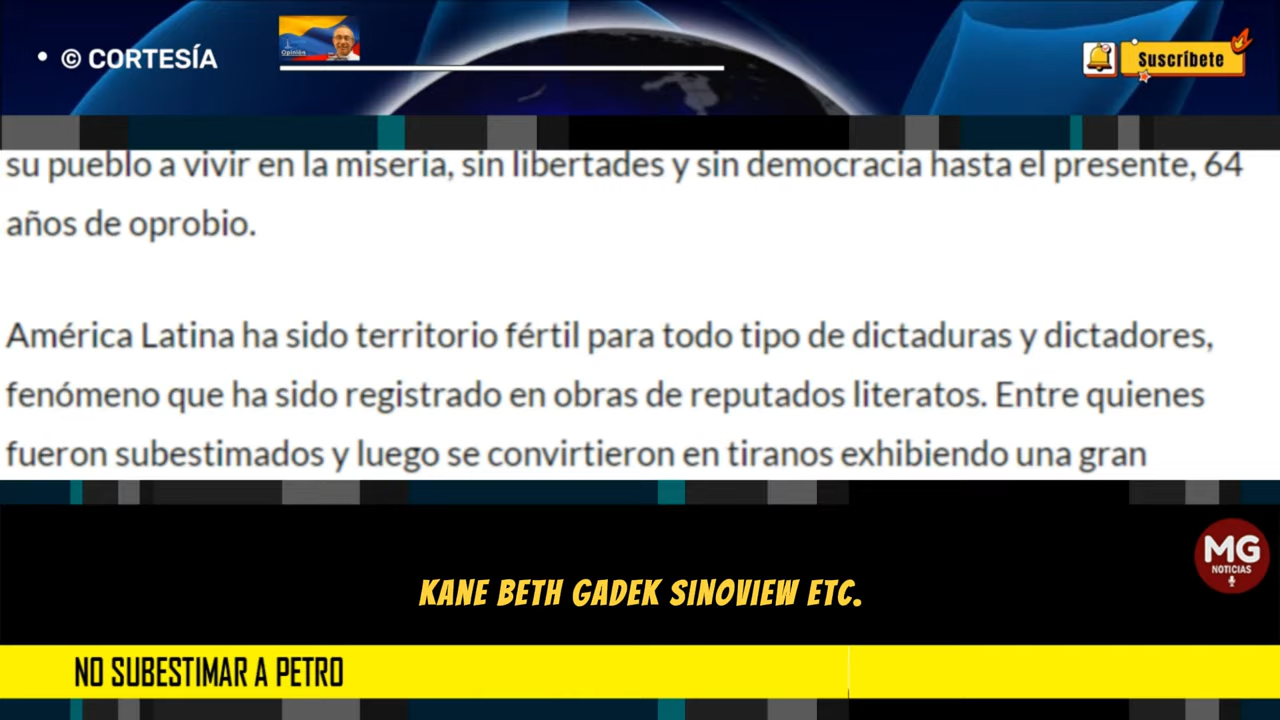 • © CORTESÍA
Opinión
Suscríbete
su pueblo a vivir en la miseria, sin libertades y sin democracia hasta el presente, 64
años de oprobio.
América Latina ha sido territorio fértil para todo tipo de dictaduras y dictadores,
fenómeno que ha sido registrado en obras de reputados literatos. Entre quienes
fueron subestimados y luego se convirtieron en tiranos exhibiendo una gran
MG
NOTICIAS
KANE BETH GADEK SINOVIEW ETC.
NO SUBESTIMAR A PETRO